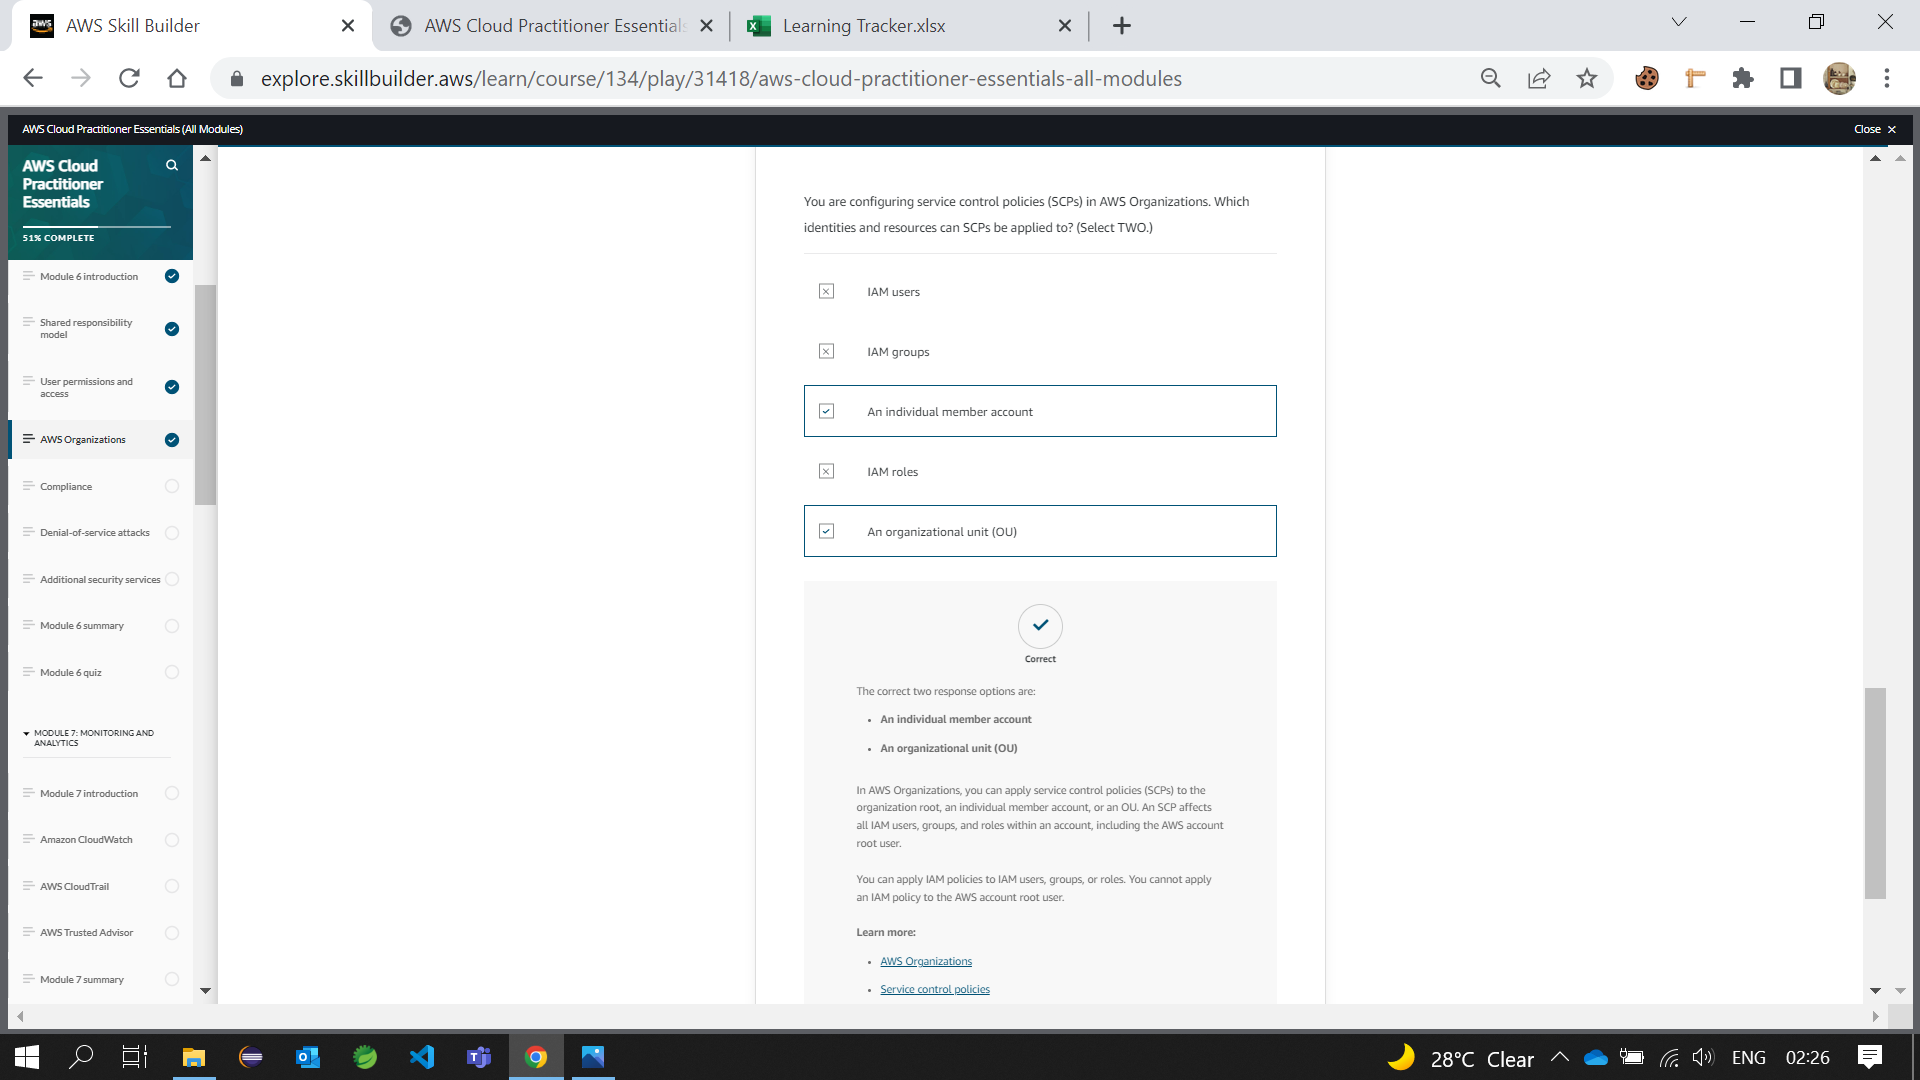 AWS Skill Builder
AWS Cloud Practitioner Essentials
Learning Tracker.xlsx
explore.skillbuilder.aws/learn/course/134/play/31418/aws-cloud-practitioner-essentials-all-modules
AWS Cloud Practitioner Essentials (All Modules)
Close
AWS Cloud
Practitioner
Essentials
51% COMPLETE
Module 6 introduction
Shared responsibility
model
User permissions and
access
AWS Organizations
Compliance
Denial-of-service attacks
Additional security services
Module 6 summary
Module 6 quiz
MODULE 7: MONITORING AND
ANALYTICS
Module 7 introduction
Amazon CloudWatch
AWS CloudTrail
AWS Trusted Advisor
Module 7 summary
You are configuring service control policies (SCPs) in AWS Organizations. Which
identities and resources can SCPs be applied to? (Select TWO.)
IAM users
IAM groups
An individual member account
IAM roles
An organizational unit (OU)
Correct
The correct two response options are:
• An individual member account
• An organizational unit (OU)
In AWS Organizations, you can apply service control policies (SCPs) to the
organization root, an individual member account, or an OU. An SCP affects
all IAM users, groups, and roles within an account, including the AWS account
root user.
You can apply IAM policies to IAM users, groups, or roles. You cannot apply
an IAM policy to the AWS account root user.
Learn more:
• AWS Organizations
• Service control policies
28°C Clear
ENG
02:26